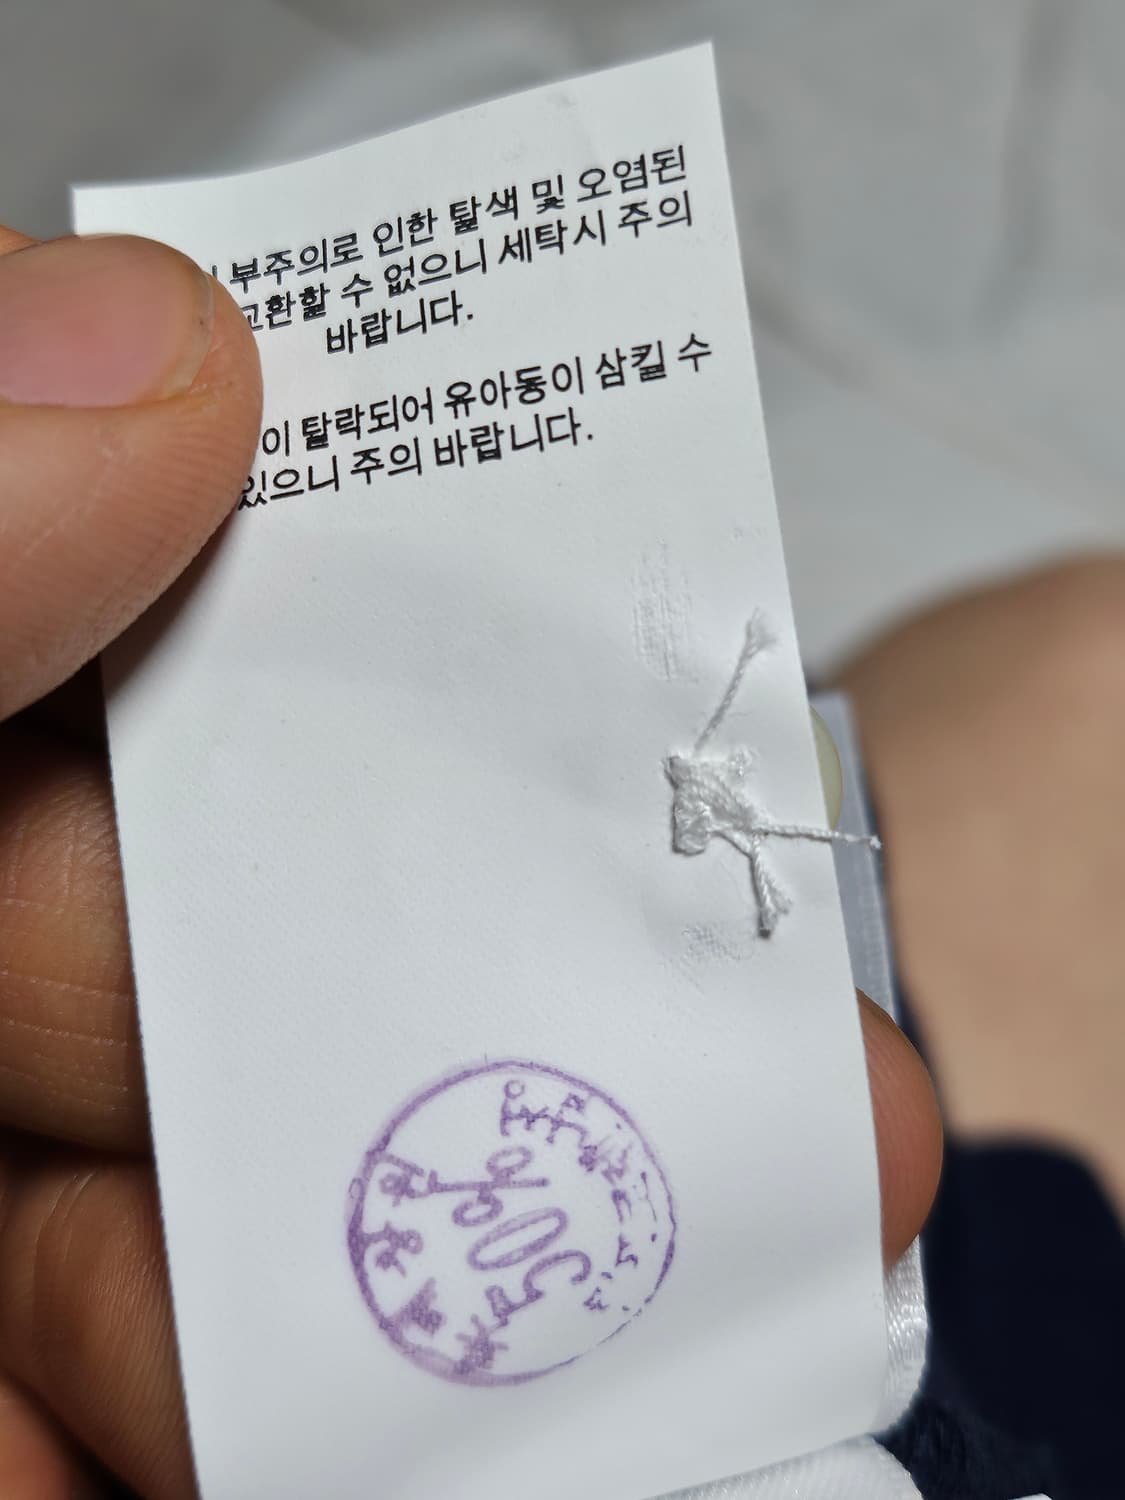 부주의로 인한 탈색 및 오염된
교환할 수 없으니 세탁시 주의
바랍니다.
이 탈락되어 유아동이 삼킬 수
있으니 주의 바랍니다.